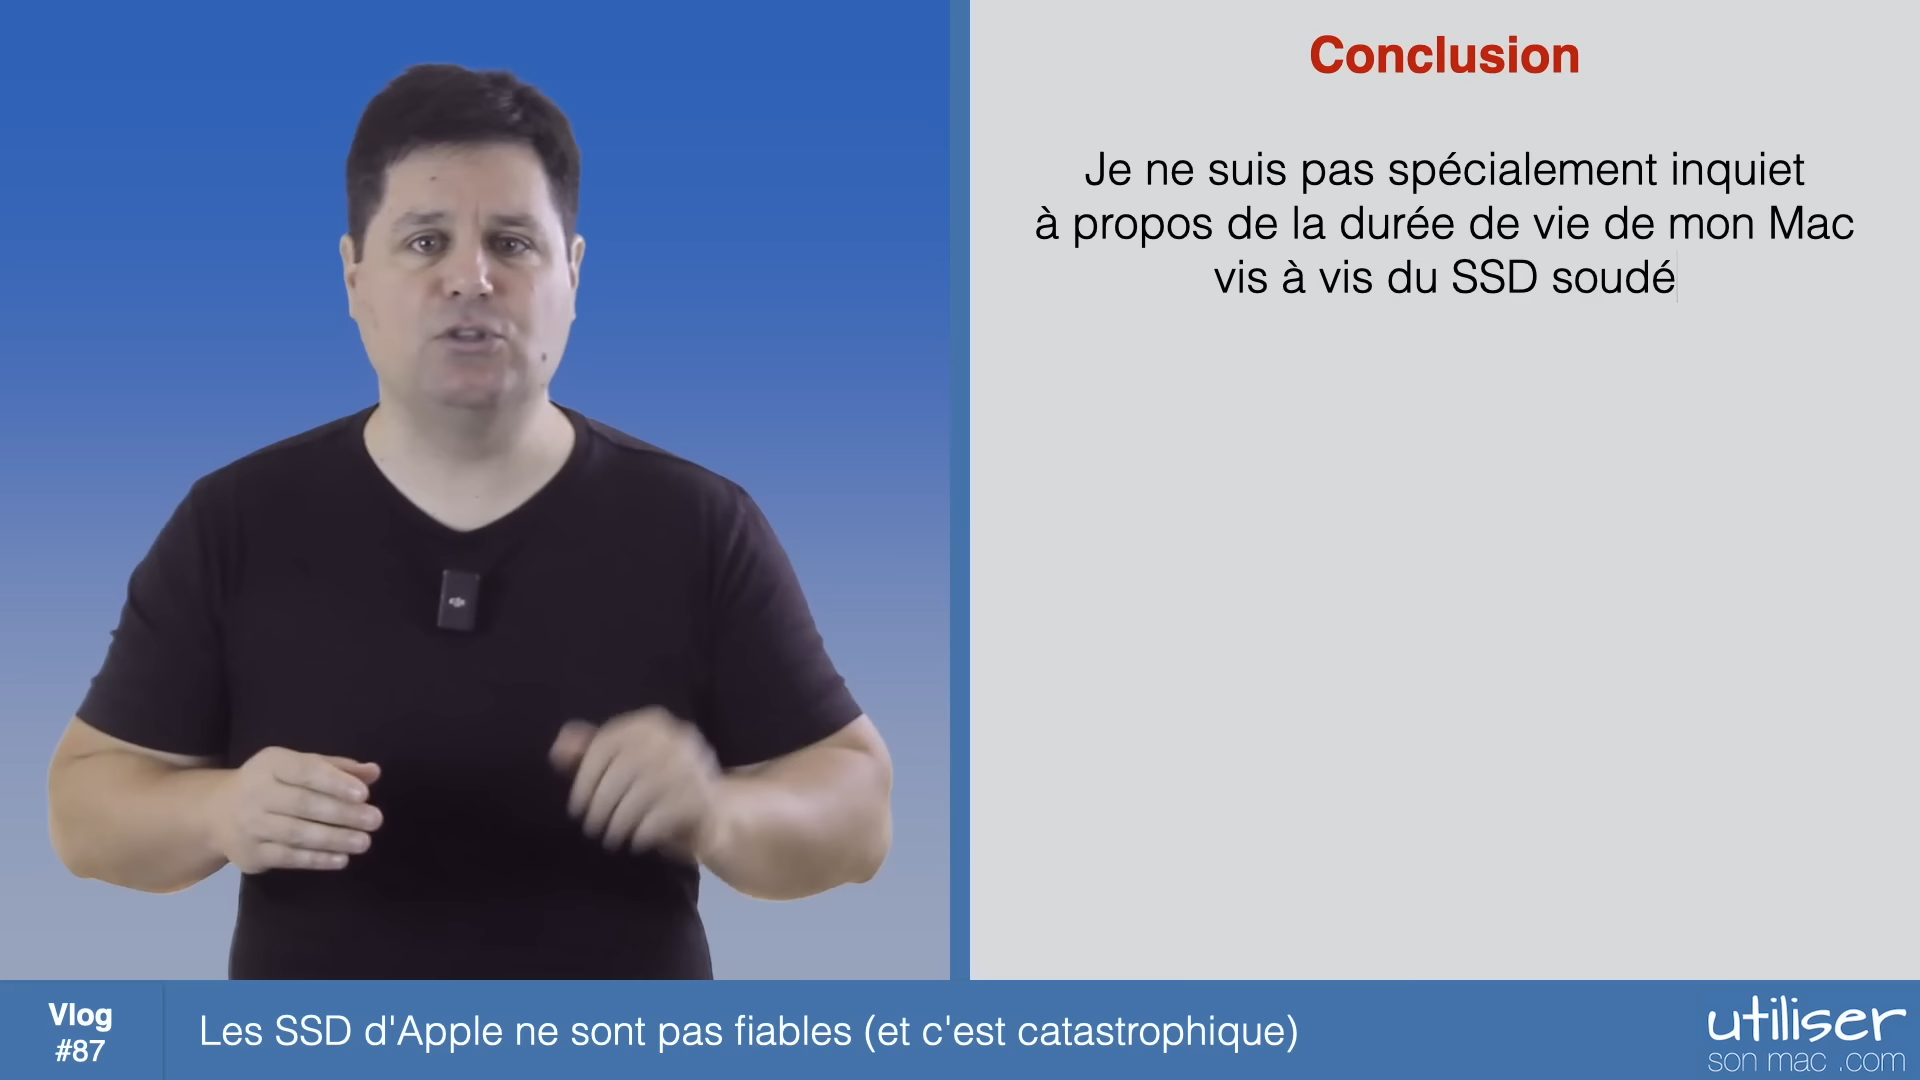 Conclusion
Je ne suis pas spécialement inquiet
à propos de la durée de vie de mon Mac
vis à vis du SSD soudé
Vlog
#87
Les SSD d'Apple ne sont pas fiables (et c'est catastrophique)
utiliser
son mac .com